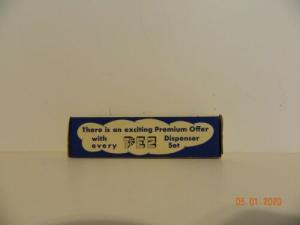 There is an exciting Premium Offer
with every PEZ Dispenser Set
05.01.2020